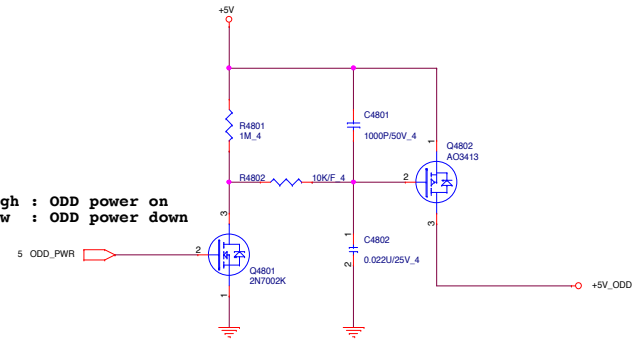 +5V
R4801
1M_4
C4801
1000P/50V_4
1
Q4802
AO3413
R4802
10K/F_4
2
gh : ODD power on
w : ODD power down
3
3
1
C4802
0.022U/25V_4
2
5 ODD_PWR
2
Q4801
2N7002K
1
+5V_ODD